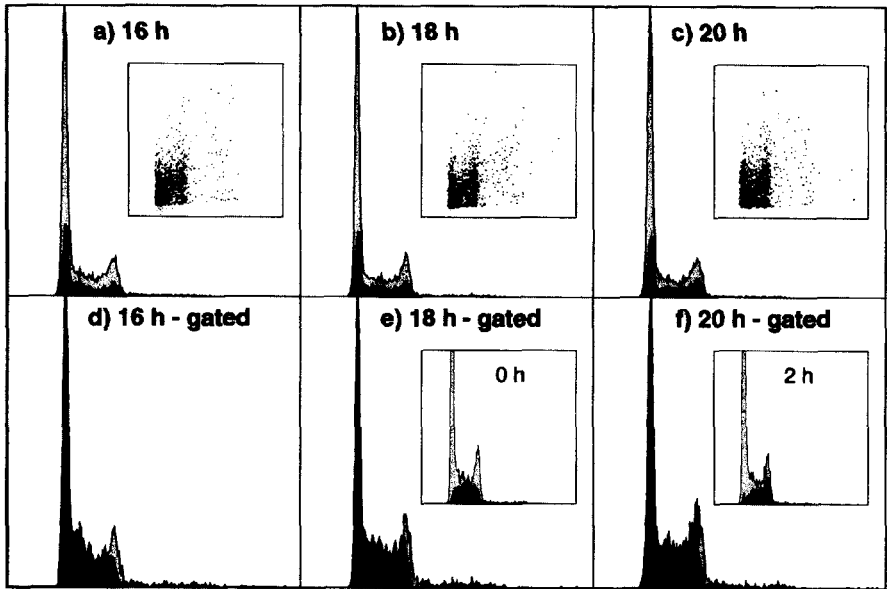 a) 16 h
b) 18 h
c) 20 h
d) 16 h - gated
e) 18 h - gated
f) 20 h - gated
0 h
2 h